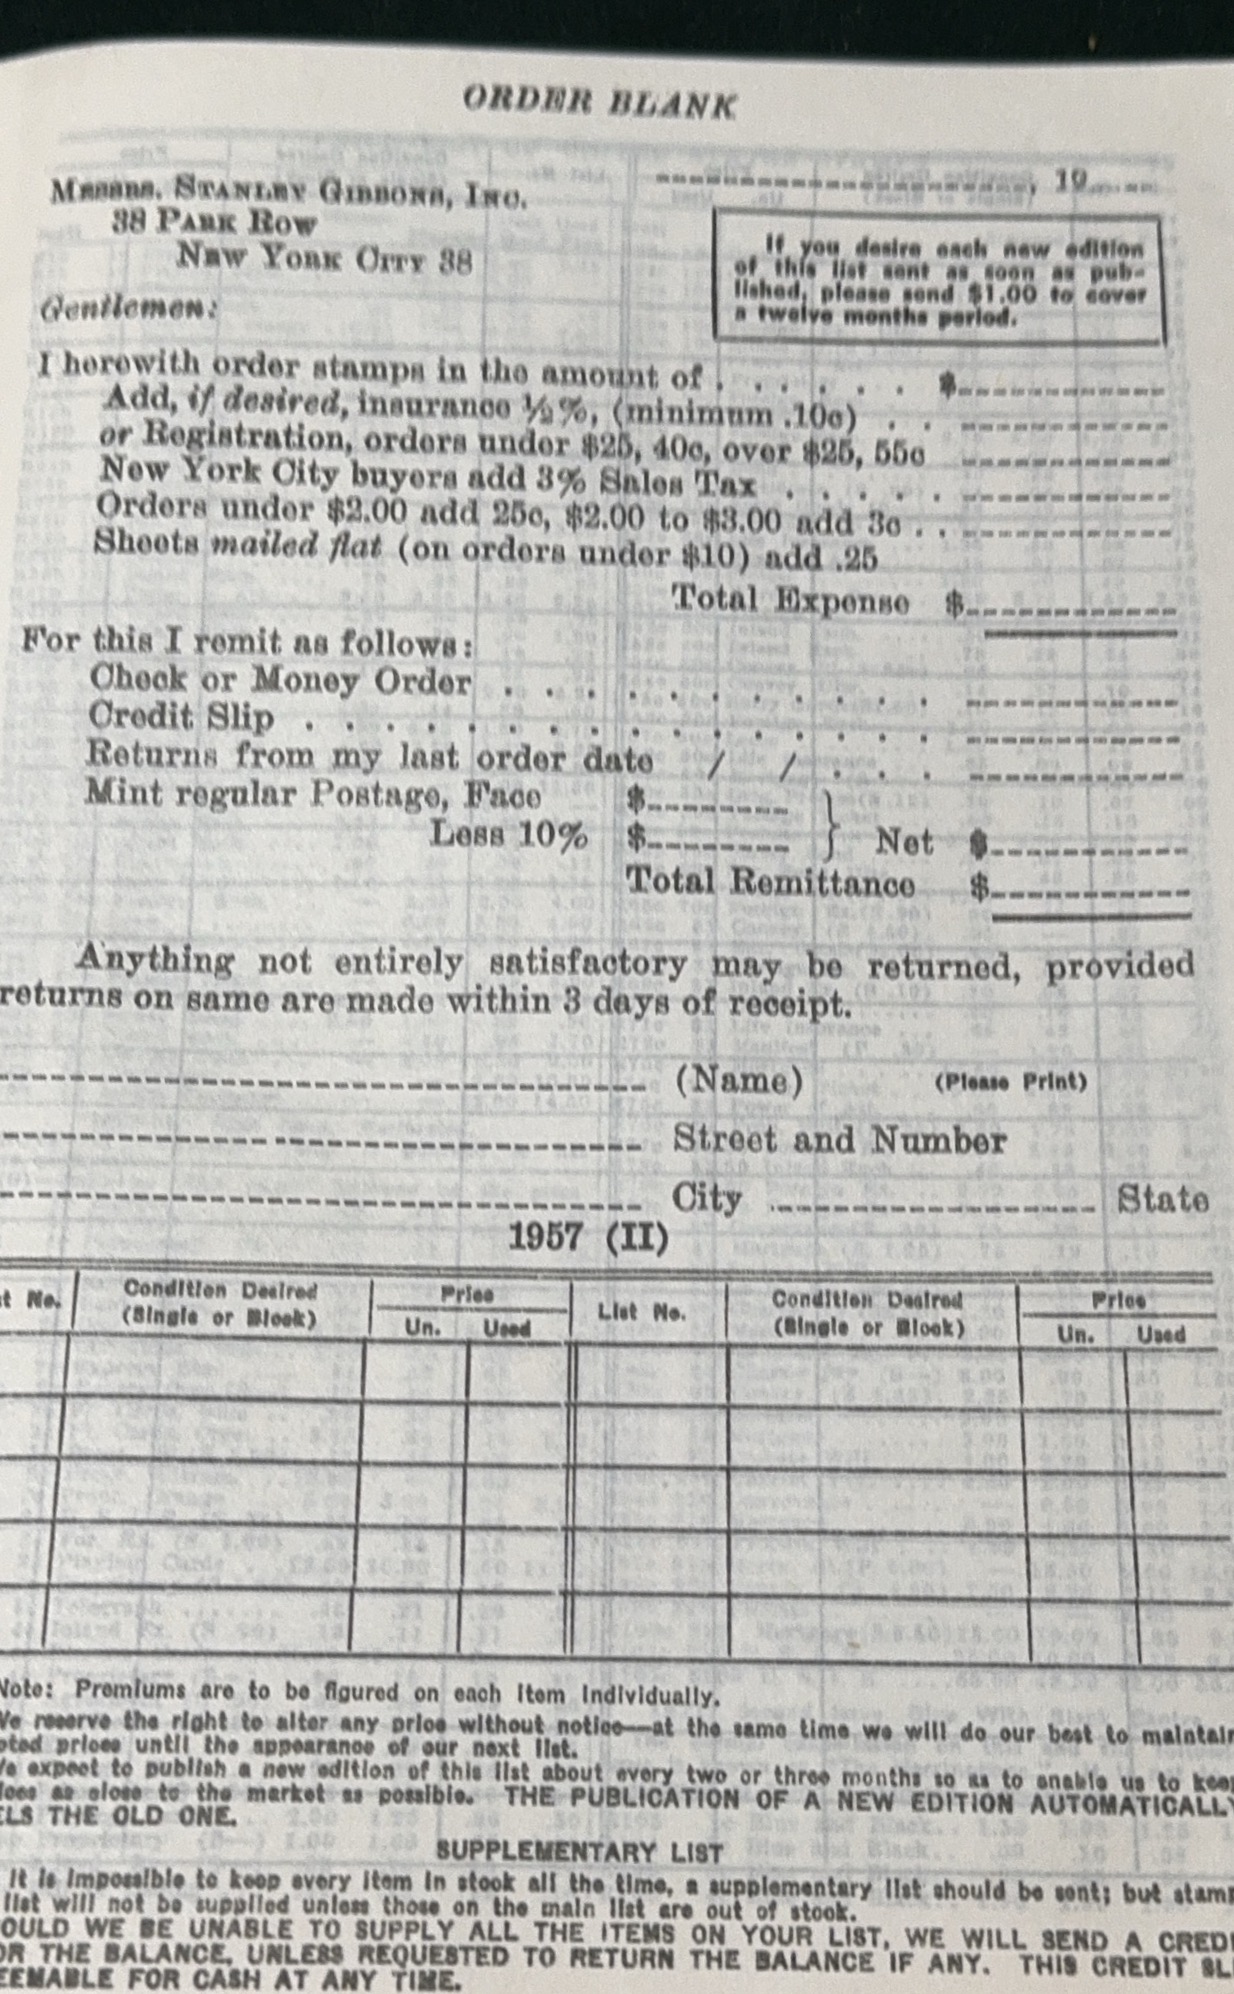 ORDER BLANK
MESSRS. STANLEY GIBBONS, INC.
38 PARK ROW
NEW YORK CITY 38
, 19
If you desire each new edition
of this list sent as soon as pub-
lished, please send $1.00 to cover
a twelve months period.
Gentlemen:
I herewith order stamps in the amount of . . . . . . $
Add, if desired, insurance ½%, (minimum .10c) . .
or Registration, orders under $25, 40c, over $25, 55c
New York City buyers add 3% Sales Tax . . . . .
Orders under $2.00 add 25c, $2.00 to $3.00 add 3c . .
Sheets mailed flat (on orders under $10) add .25
Total Expense $
For this I remit as follows:
Check or Money Order . . . . . . . . . . .
Credit Slip . . . . . . . . . . . . . . . .
Returns from my last order date / / . . .
Mint regular Postage, Face $
Less 10% $ } Net $
Total Remittance $
Anything not entirely satisfactory may be returned, provided
returns on same are made within 3 days of receipt.
(Name) (Please Print)
Street and Number
City State
1957 (II)
t No. Condition Desired Price List No. Condition Desired Price
(Single or Block) Un. Used (Single or Block) Un. Used
Note: Premiums are to be figured on each item individually.
We reserve the right to alter any price without notice—at the same time we will do our best to maintain
oted prices until the appearance of our next list.
We expect to publish a new edition of this list about every two or three months so as to enable us to keep
ices as close to the market as possible. THE PUBLICATION OF A NEW EDITION AUTOMATICALLY
ELS THE OLD ONE.
SUPPLEMENTARY LIST
It is impossible to keep every item in stock all the time, a supplementary list should be sent; but stam
list will not be supplied unless those on the main list are out of stock.
OULD WE BE UNABLE TO SUPPLY ALL THE ITEMS ON YOUR LIST, WE WILL SEND A CREDI
OR THE BALANCE, UNLESS REQUESTED TO RETURN THE BALANCE IF ANY. THIS CREDIT SLI
EEMABLE FOR CASH AT ANY TIME.